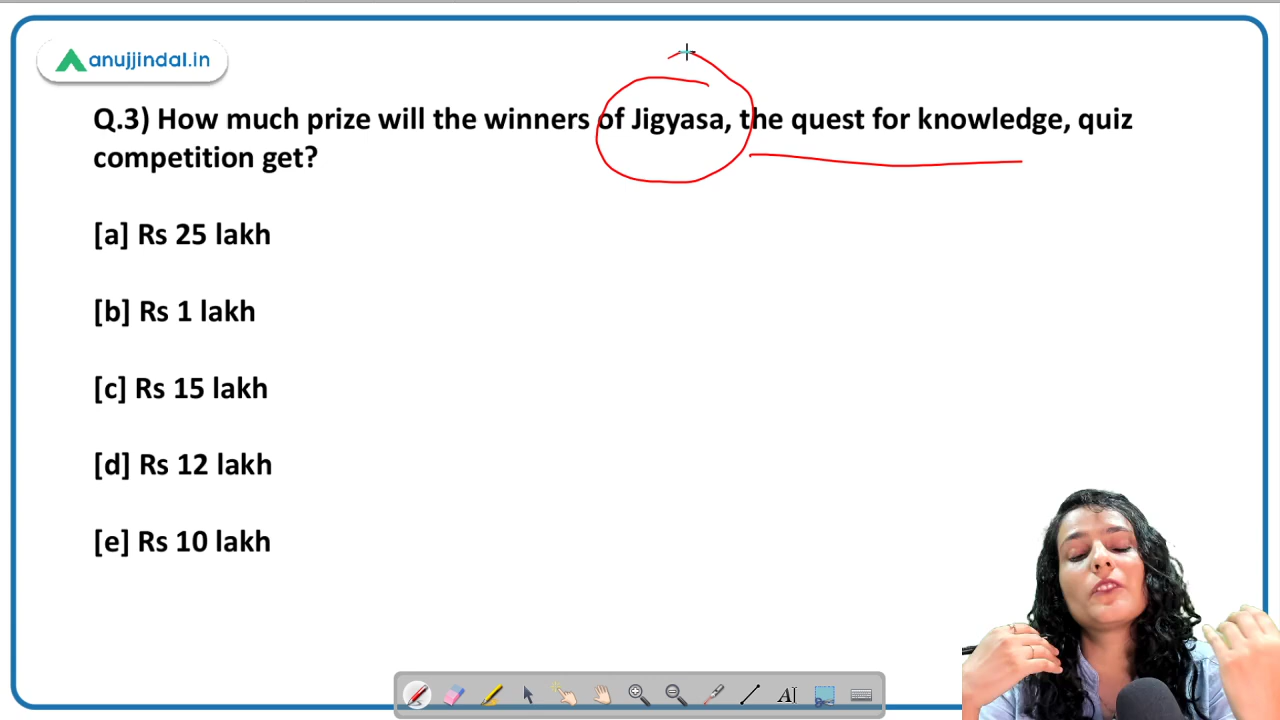 anujjindal.in
Q.3) How much prize will the winners of Jigyasa, the quest for knowledge, quiz
competition get?
[a] Rs 25 lakh
[b] Rs 1 lakh
[c] Rs 15 lakh
[d] Rs 12 lakh
[e] Rs 10 lakh
A